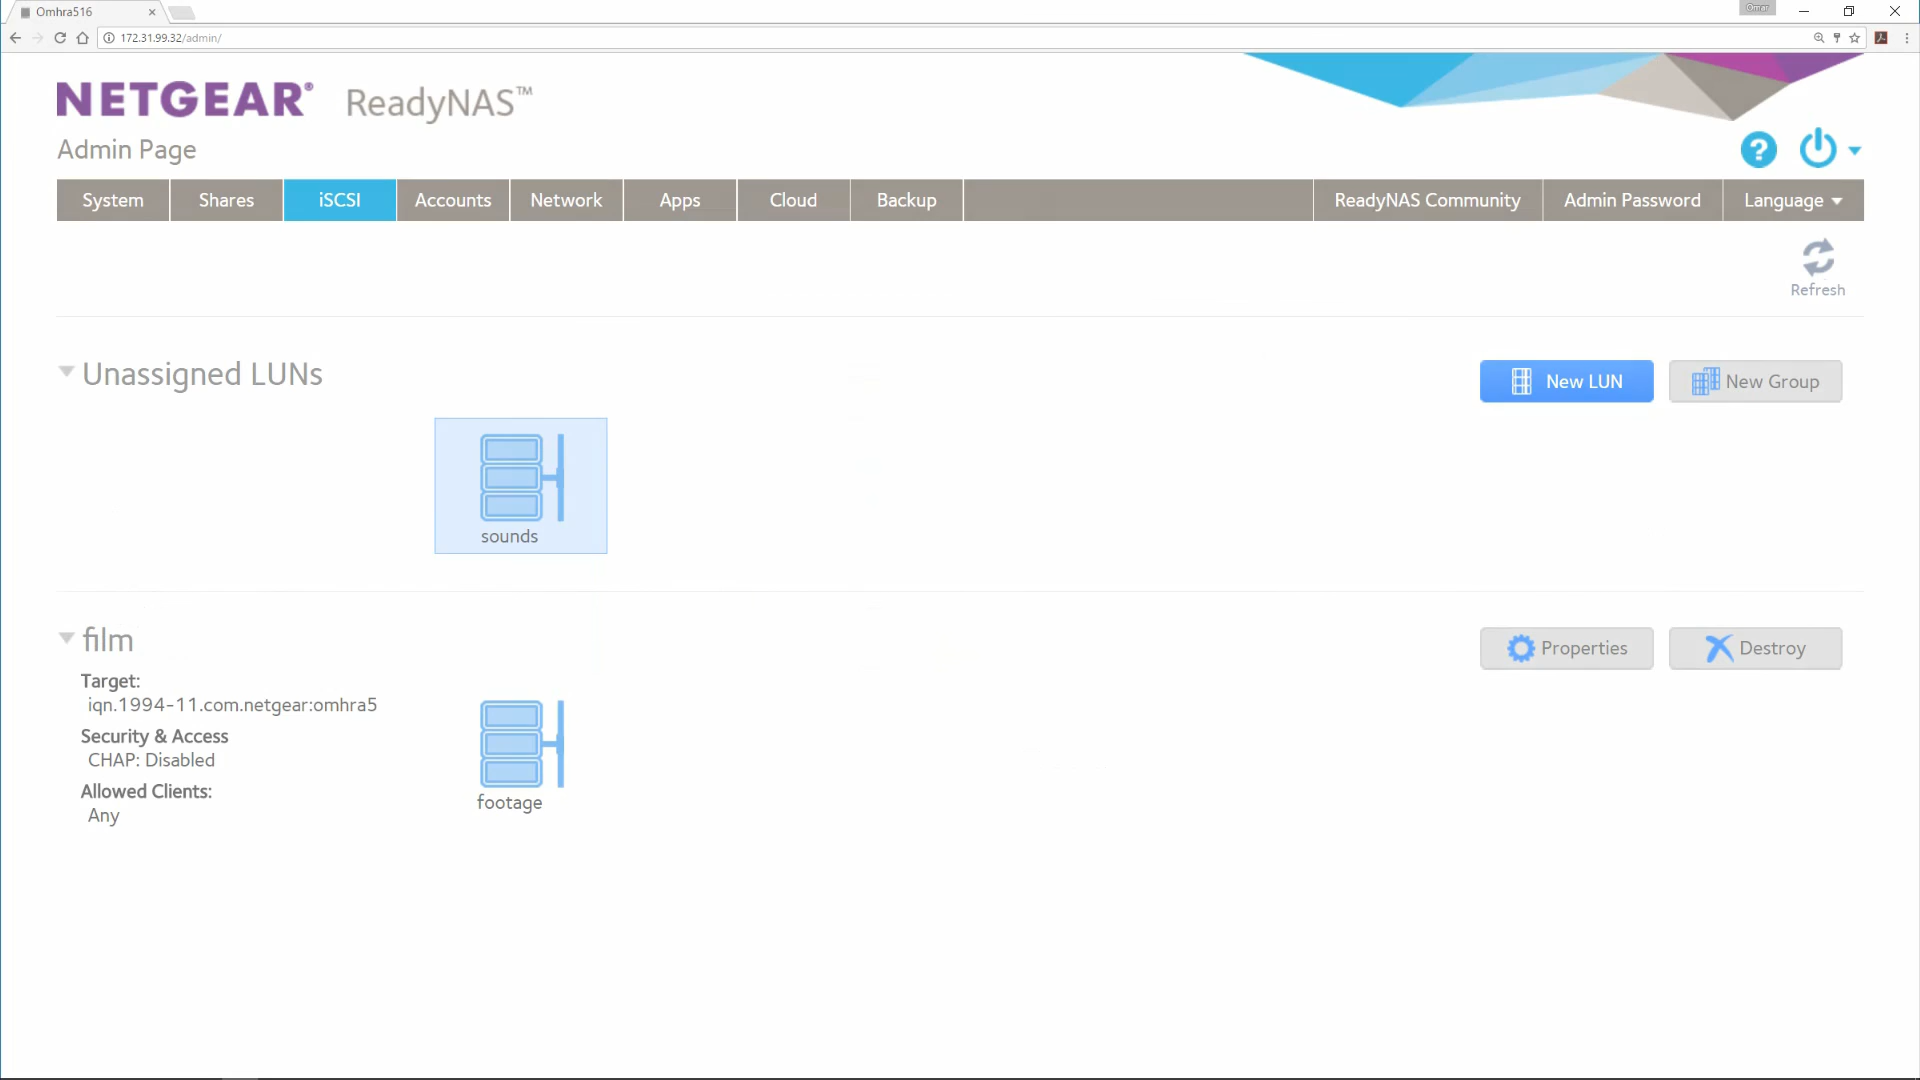 Omhra516
Omar
172.31.99.32/admin/
NETGEAR® ReadyNAS™
Admin Page
?
System Shares iSCSI Accounts Network Apps Cloud Backup ReadyNAS Community Admin Password Language
Refresh
Unassigned LUNs
New LUN New Group
sounds
film
Properties Destroy
Target:
iqn.1994-11.com.netgear:omhra5
Security & Access
CHAP: Disabled
Allowed Clients:
Any
footage